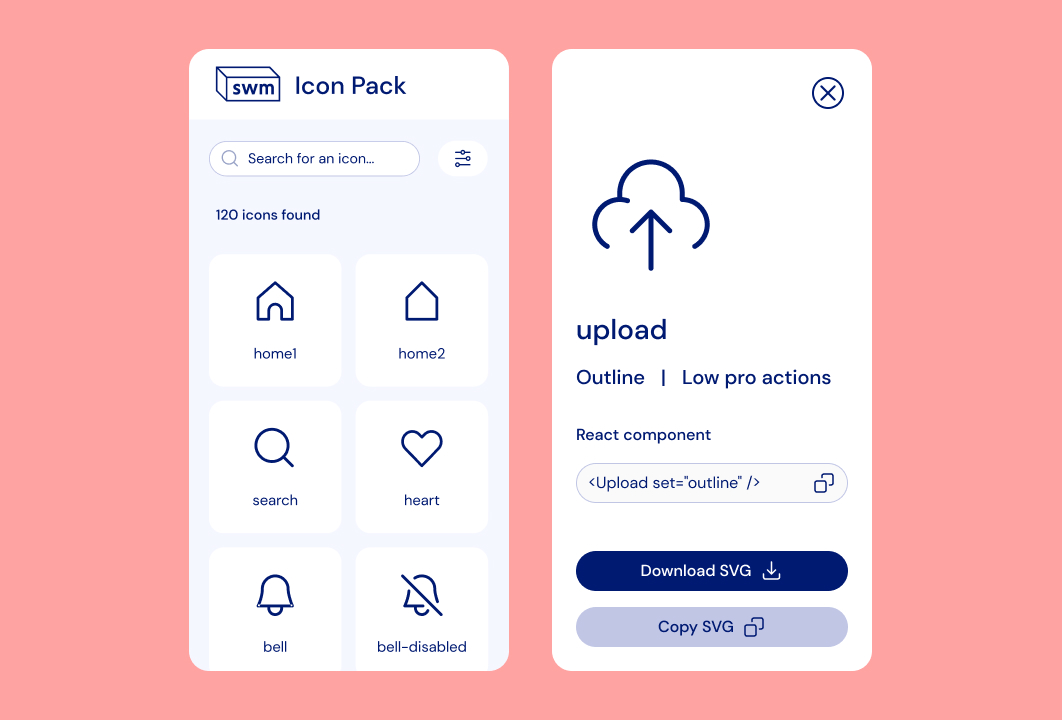 swm Icon Pack
Search for an icon...
120 icons found
home1
home2
search
heart
bell
bell-disabled
upload
Outline | Low pro actions
React component
<Upload set="outline" />
Download SVG
Copy SVG